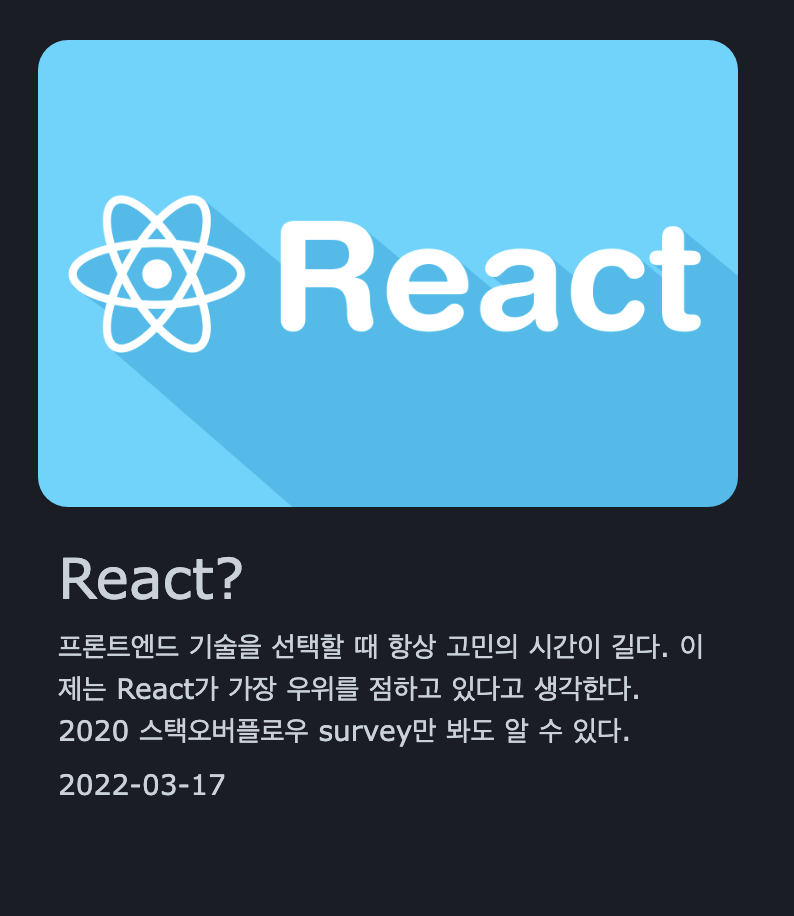 React
React?
프론트엔드 기술을 선택할 때 항상 고민의 시간이 길다. 이
제는 React가 가장 우위를 점하고 있다고 생각한다.
2020 스택오버플로우 survey만 봐도 알 수 있다.
2022-03-17